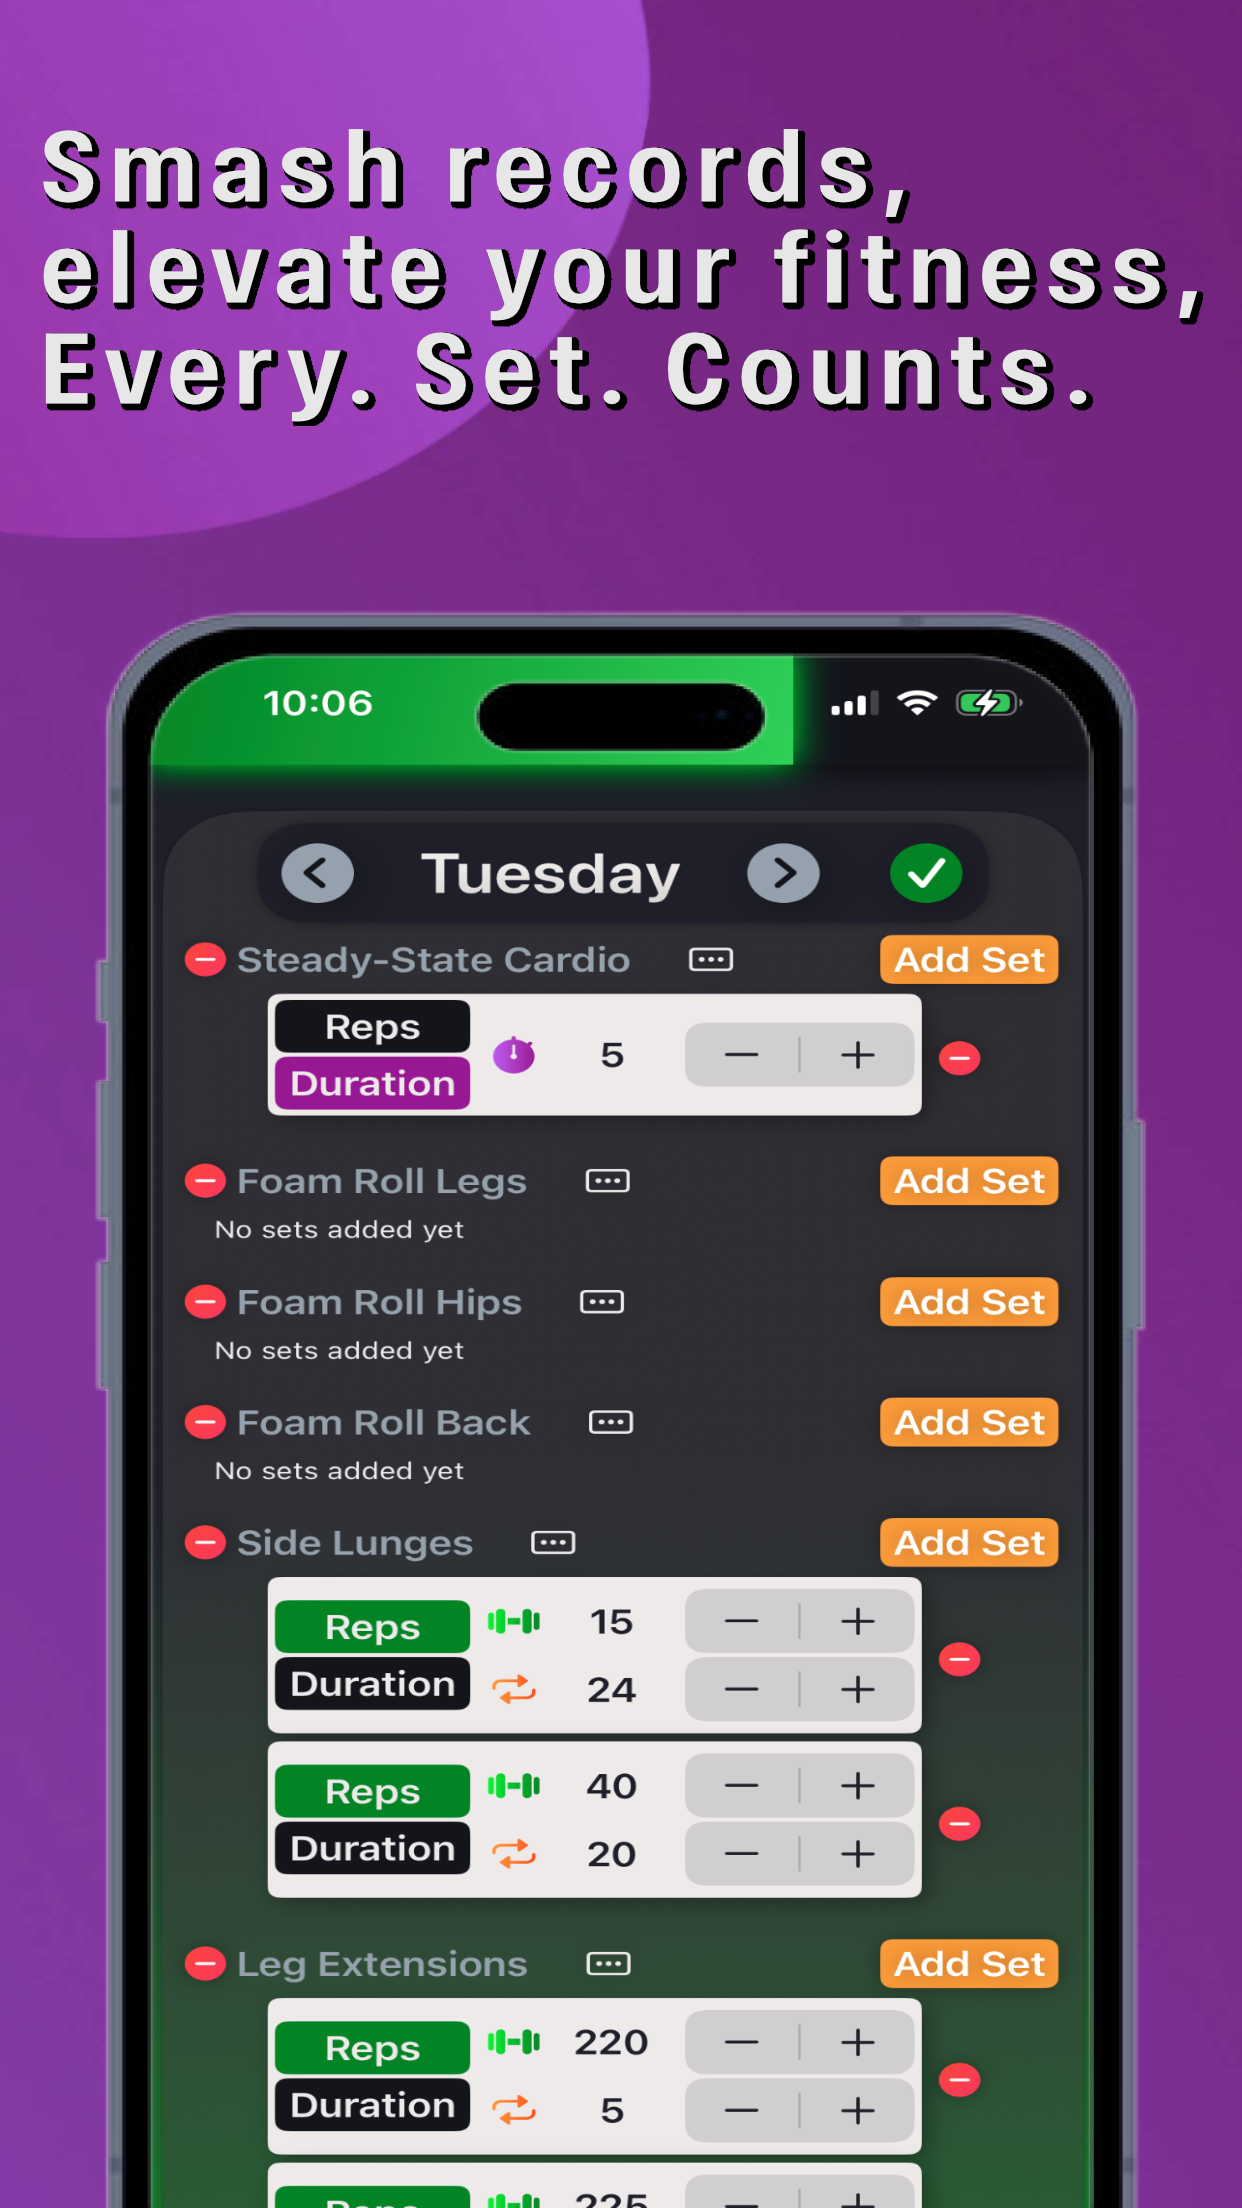 Smash records,
elevate your fitness,
Every. Set. Counts.
10:06
Tuesday
Steady-State Cardio
Add Set
Reps
5
Duration
Foam Roll Legs
Add Set
No sets added yet
Foam Roll Hips
Add Set
No sets added yet
Foam Roll Back
Add Set
No sets added yet
Side Lunges
Add Set
Reps
15
Duration
24
Reps
40
Duration
20
Leg Extensions
Add Set
Reps
220
Duration
5
Reps
225